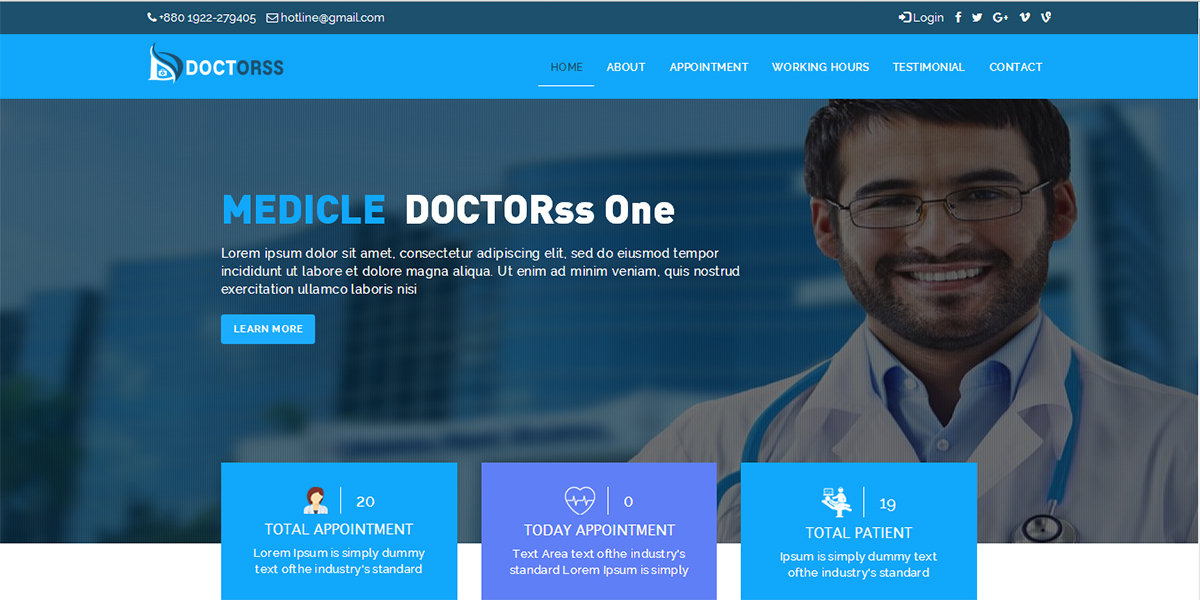 +880 1922-279405 hotline@gmail.com Login
DOCTORSS HOME ABOUT APPOINTMENT WORKING HOURS TESTIMONIAL CONTACT
MEDICLE DOCTORss One
Lorem ipsum dolor sit amet, consectetur adipiscing elit, sed do eiusmod tempor
incididunt ut labore et dolore magna aliqua. Ut enim ad minim veniam, quis nostrud
exercitation ullamco laboris nisi
LEARN MORE
20
TOTAL APPOINTMENT
Lorem Ipsum is simply dummy
text ofthe industry's standard
0
TODAY APPOINTMENT
Text Area text ofthe industry's
standard Lorem Ipsum is simply
19
TOTAL PATIENT
Ipsum is simply dummy text
ofthe industry's standard